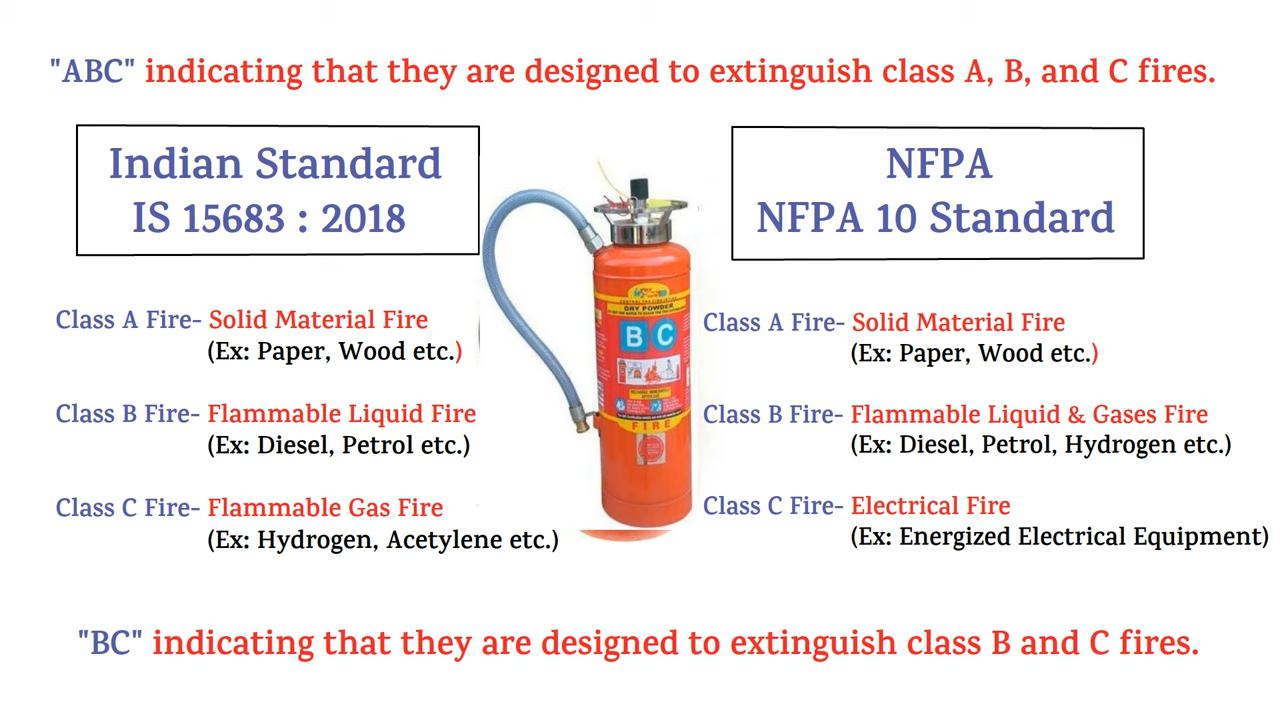 "ABC" indicating that they are designed to extinguish class A, B, and C fires.
Indian Standard
IS 15683 : 2018
NFPA
NFPA 10 Standard
Class A Fire- Solid Material Fire
(Ex: Paper, Wood etc.)
Class B Fire- Flammable Liquid Fire
(Ex: Diesel, Petrol etc.)
Class C Fire- Flammable Gas Fire
(Ex: Hydrogen, Acetylene etc.)
DRY POWDER
B C
FIRE
Class A Fire- Solid Material Fire
(Ex: Paper, Wood etc.)
Class B Fire- Flammable Liquid & Gases Fire
(Ex: Diesel, Petrol, Hydrogen etc.)
Class C Fire- Electrical Fire
(Ex: Energized Electrical Equipment)
"BC" indicating that they are designed to extinguish class B and C fires.